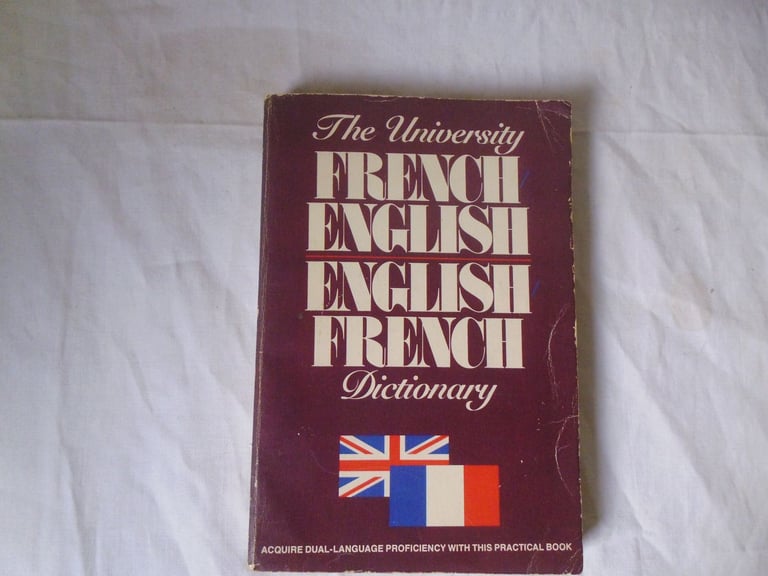 The University
FRENCH
ENGLISH
ENGLISH
FRENCH
Dictionary
ACQUIRE DUAL-LANGUAGE PROFICIENCY WITH THIS PRACTICAL BOOK